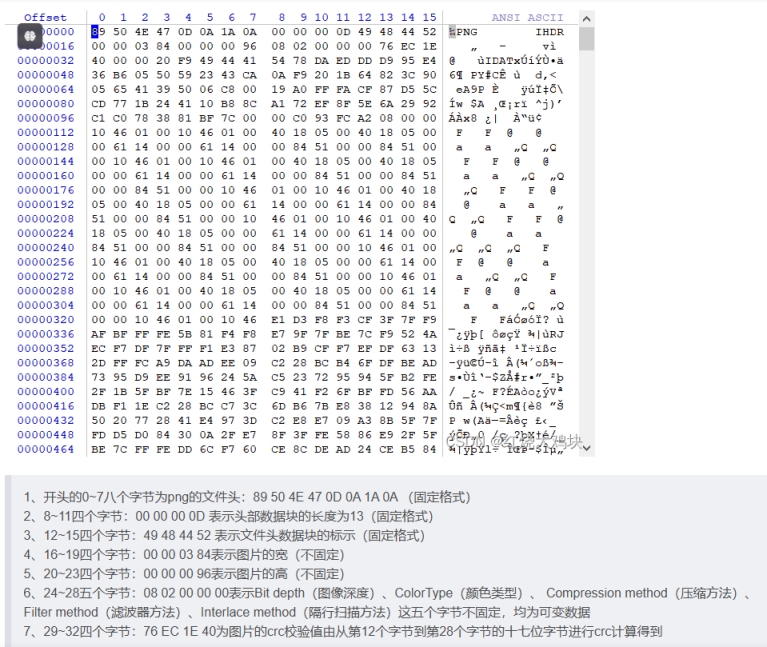 Offset 0 1 2 3 4 5 6 7 8 9 10 11 12 13 14 15 ANSI ASCII
0000 89 50 4E 47 0D 0A 1A 0A 00 00 00 0D 49 48 44 52 ‰PNG IHDR
00000016 00 00 03 84 00 00 00 96 08 02 00 00 00 76 EC 1E „ – vì
00000032 40 00 00 20 F9 49 44 41 54 78 DA ED DD D9 95 E4 @ ùIDATxÚíÝÙ•ä
00000048 36 B6 05 50 59 23 43 CA 0A F9 20 1B 64 82 3C 90 6¶ PY#CÊ ù d‚<
00000064 05 65 41 39 50 06 C8 00 19 A0 FF FA CF 87 D5 5C eA9P È ÿúÏ‡Õ\
00000080 CD 77 1B 24 41 10 B8 8C A1 72 EF 8F 5E 6A 29 92 Íw $A ¸Œ¡rï ^j)’
00000096 C1 C0 78 38 81 BF 7C 00 00 C0 93 FC A2 08 00 00 ÁÀx8 ¿| À“ü¢
00000112 10 46 01 00 10 46 01 00 40 18 05 00 40 18 05 00 F F @ @
00000128 00 61 14 00 00 61 14 00 00 84 51 00 00 84 51 00 a a „Q „Q
00000144 00 10 46 01 00 10 46 01 00 40 18 05 00 40 18 05 F F @ @
00000160 00 00 61 14 00 00 61 14 00 00 84 51 00 00 84 51 a a „Q „Q
00000176 00 00 84 51 00 00 10 46 01 00 10 46 01 00 40 18 „Q F F @
00000192 05 00 40 18 05 00 00 61 14 00 00 61 14 00 00 84 @ a a „
00000208 51 00 00 84 51 00 00 10 46 01 00 10 46 01 00 40 Q „Q F F @
00000224 18 05 00 40 18 05 00 00 61 14 00 00 61 14 00 00 @ a a
00000240 84 51 00 00 84 51 00 00 84 51 00 00 10 46 01 00 „Q „Q „Q F
00000256 10 46 01 00 40 18 05 00 40 18 05 00 00 61 14 00 F @ @ a
00000272 00 61 14 00 00 84 51 00 00 84 51 00 00 10 46 01 a „Q „Q F
00000288 00 10 46 01 00 40 18 05 00 40 18 05 00 00 61 14 F @ @ a
00000304 00 00 61 14 00 00 61 14 00 00 84 51 00 00 84 51 a a „Q „Q
00000320 00 00 10 46 01 00 10 46 E1 D3 F8 F3 CF 3F 7F F9 F FáÓøóÏ? ù
00000336 AF BF FF FE 5B 81 F4 F8 E7 9F 7F BE 7C F9 52 4A ¯¿ÿþ[ ôøçŸ ¾|ùRJ
00000352 EC F7 DF 7F FF F1 E3 87 02 B9 CF F7 EF DF 63 13 ì÷ß ÿñã‡ ¹Ï÷ïßc
00000368 2D FF FC A9 DA AD EE 09 C2 28 BC B4 6F DF BE AD
00000384 73 95 D9 EE 91 96 24 5A C5 23 72 95 94 5F B2 FE
00000400 2F 1B 5F BF 7E 15 46 3F C9 41 F2 6F BF FD 56 AA
00000416 DB F1 1E C2 28 BC C7 3C 6D B6 7B E8 38 12 94 8A
00000432 50 20 77 28 41 E4 97 3D C2 E8 E7 09 A3 8B 5F 7F
00000448 FD D5 D0 84 30 0A 2F E7 8F 3F FE 58 86 E9 2F 5F
00000464 BE 7C FF FE DD 6C F7 60 CE 8C DE AD 24 CE B5 84
1、开头的0~7八个字节为png的文件头：89 50 4E 47 0D 0A 1A 0A （固定格式）
2、8~11四个字节：00 00 00 0D 表示头部数据块的长度为13（固定格式）
3、12~15四个字节：49 48 44 52 表示文件头数据块的标示（固定格式）
4、16~19四个字节：00 00 03 84表示图片的宽（不固定）
5、20~23四个字节：00 00 00 96表示图片的高（不固定）
6、24~28五个字节：08 02 00 00 00表示Bit depth（图像深度）、ColorType（颜色类型）、 Compression method（压缩方法）、
Filter method（滤波器方法）、Interlace method（隔行扫描方法）这五个字节不固定，均为可变数据
7、29~32四个字节：76 EC 1E 40为图片的crc校验值由从第12个字节到第28个字节的十七位字节进行crc计算得到